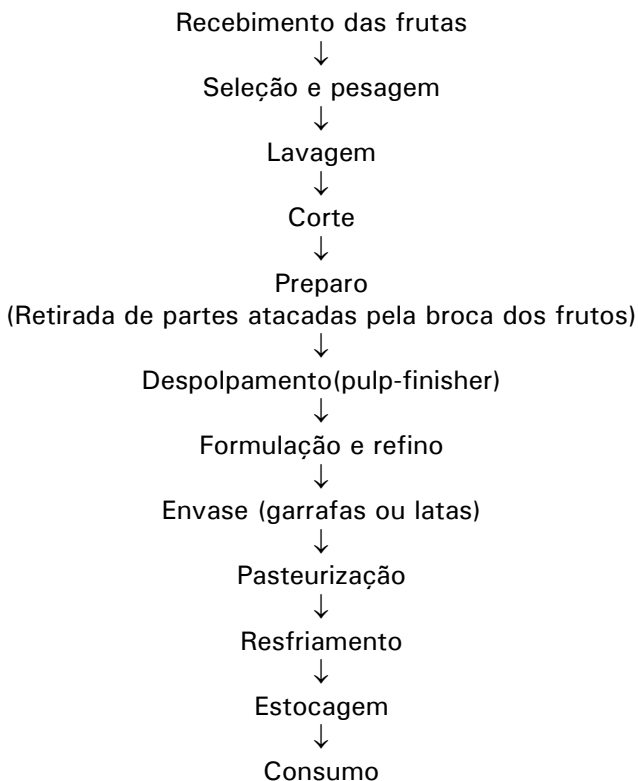 Recebimento das frutas
↓
Seleção e pesagem
↓
Lavagem
↓
Corte
↓
Preparo
(Retirada de partes atacadas pela broca dos frutos)
↓
Despolpamento(pulp-finisher)
↓
Formulação e refino
↓
Envase (garrafas ou latas)
↓
Pasteurização
↓
Resfriamento
↓
Estocagem
↓
Consumo